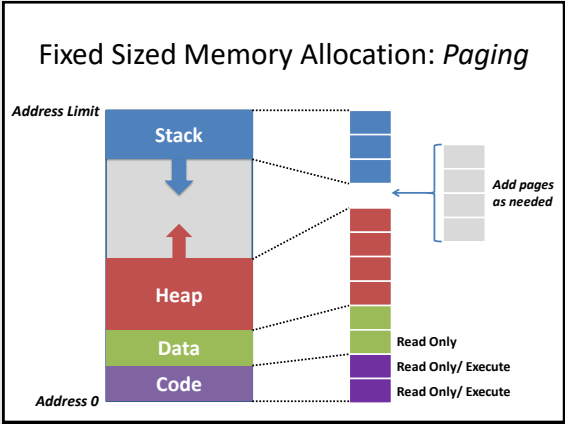 Fixed Sized Memory Allocation: Paging
Address Limit
Stack
Add pages
as needed
Heap
Data
Read Only
Read Only/ Execute
Code
Read Only/ Execute
Address 0